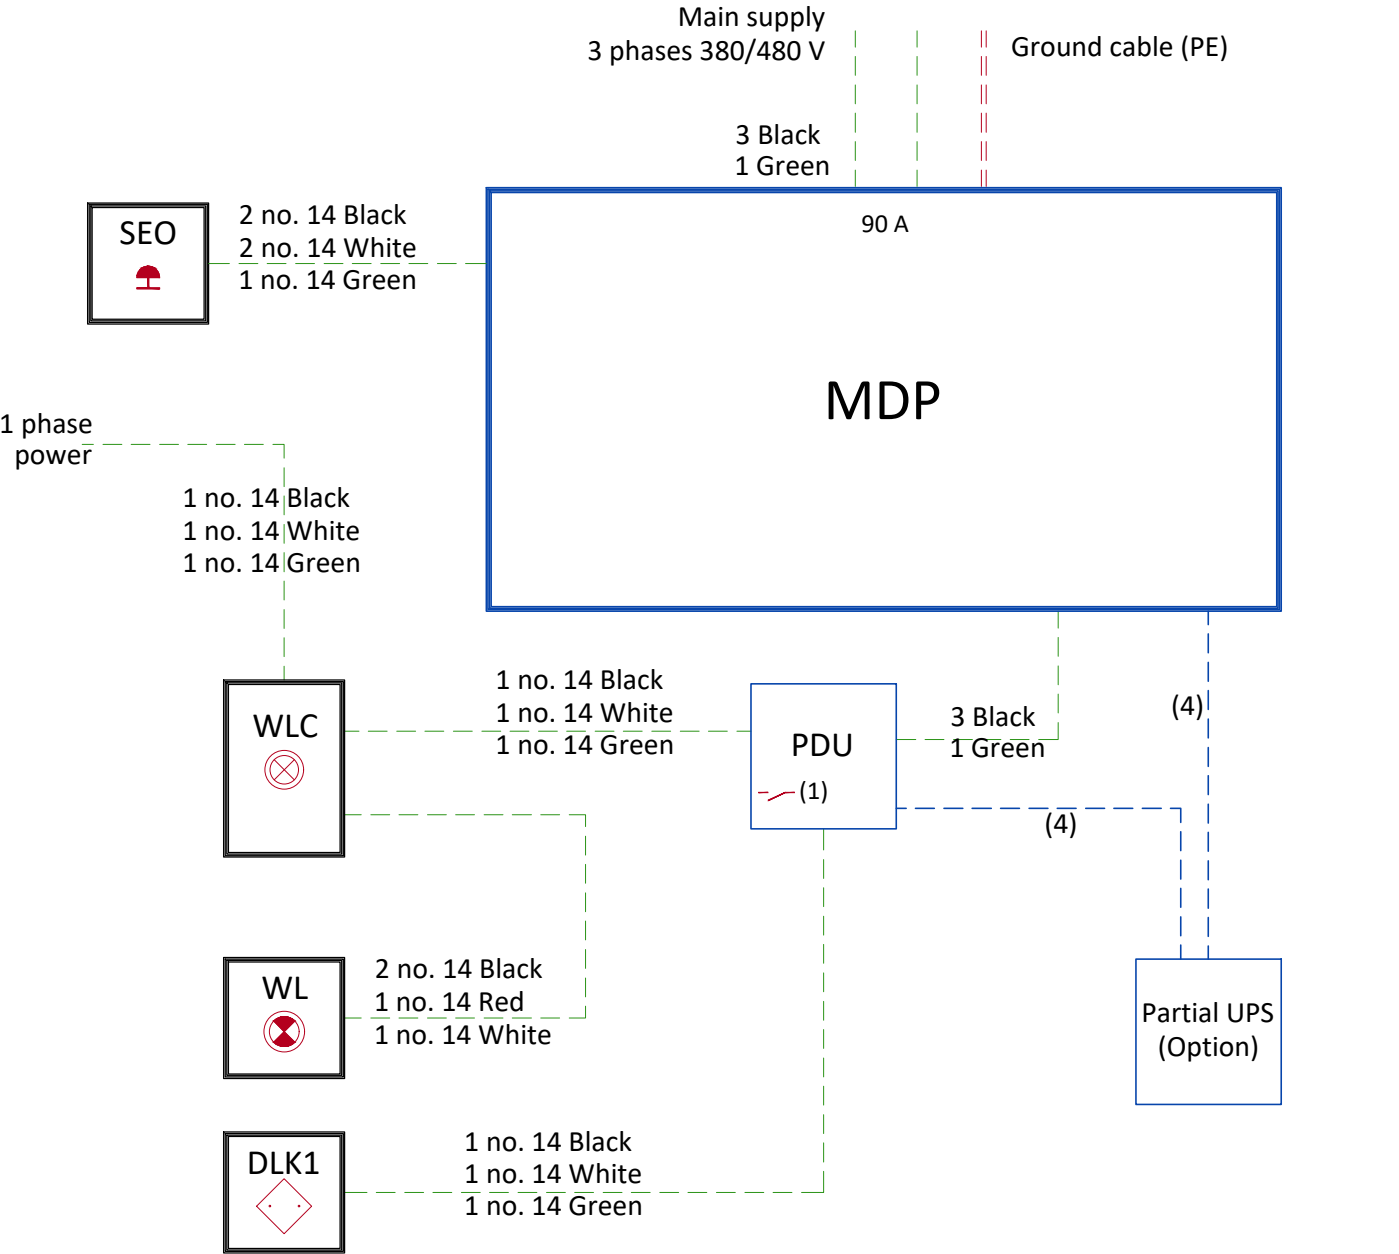 Main supply
3 phases 380/480 V
Ground cable (PE)
3 Black
1 Green
90 A
SEO
2 no. 14 Black
2 no. 14 White
1 no. 14 Green
MDP
1 phase
power
1 no. 14 Black
1 no. 14 White
1 no. 14 Green
WLC
1 no. 14 Black
1 no. 14 White
1 no. 14 Green
PDU
(1)
3 Black
1 Green
(4)
(4)
WL
2 no. 14 Black
1 no. 14 Red
1 no. 14 White
Partial UPS
(Option)
DLK1
1 no. 14 Black
1 no. 14 White
1 no. 14 Green